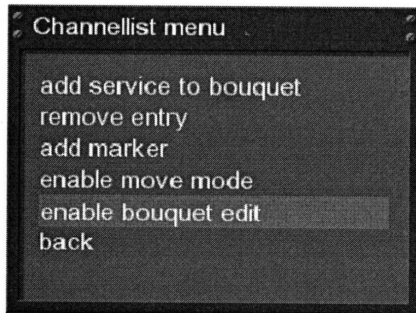 Channellist menu
add service to bouquet
remove entry
add marker
enable move mode
enable bouquet edit
back